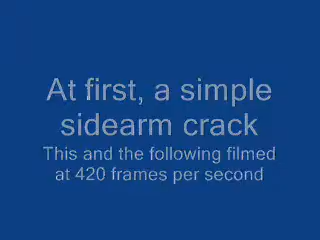 At first, a simple
sidearm crack
This and the following filmed
at 420 frames per second